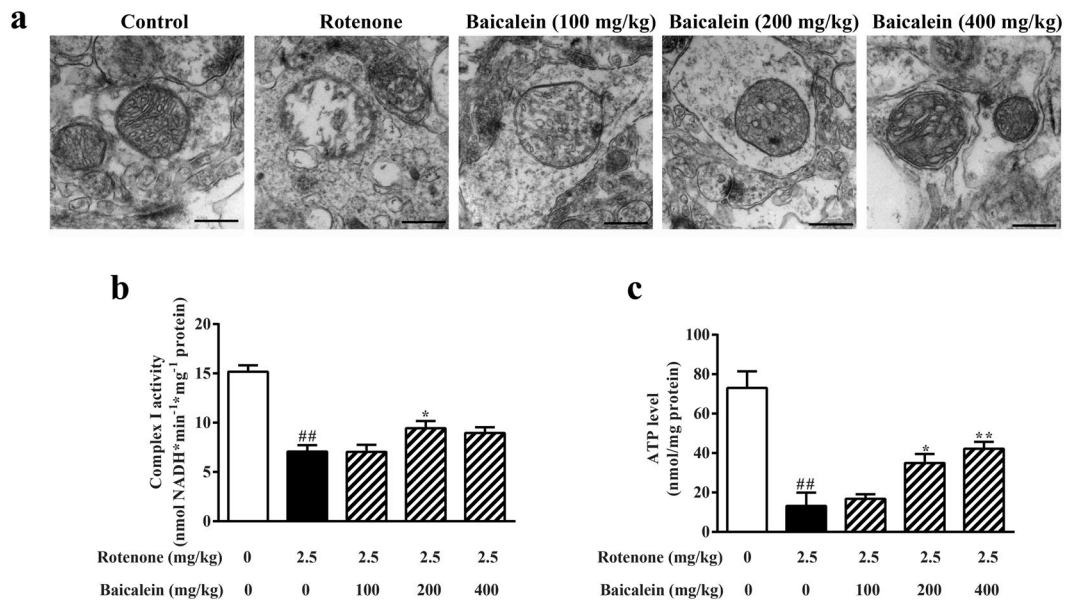 a
Control Rotenone Baicalein (100 mg/kg) Baicalein (200 mg/kg) Baicalein (400 mg/kg)
b
Complex I activity
(nmol NADH*min⁻¹*mg⁻¹ protein)
20
15
10
5
0
##
*
Rotenone (mg/kg) 0 2.5 2.5 2.5 2.5
Baicalein (mg/kg) 0 0 100 200 400
c
ATP level
(nmol/mg protein)
100
80
60
40
20
0
##
*
**
Rotenone (mg/kg) 0 2.5 2.5 2.5 2.5
Baicalein (mg/kg) 0 0 100 200 400